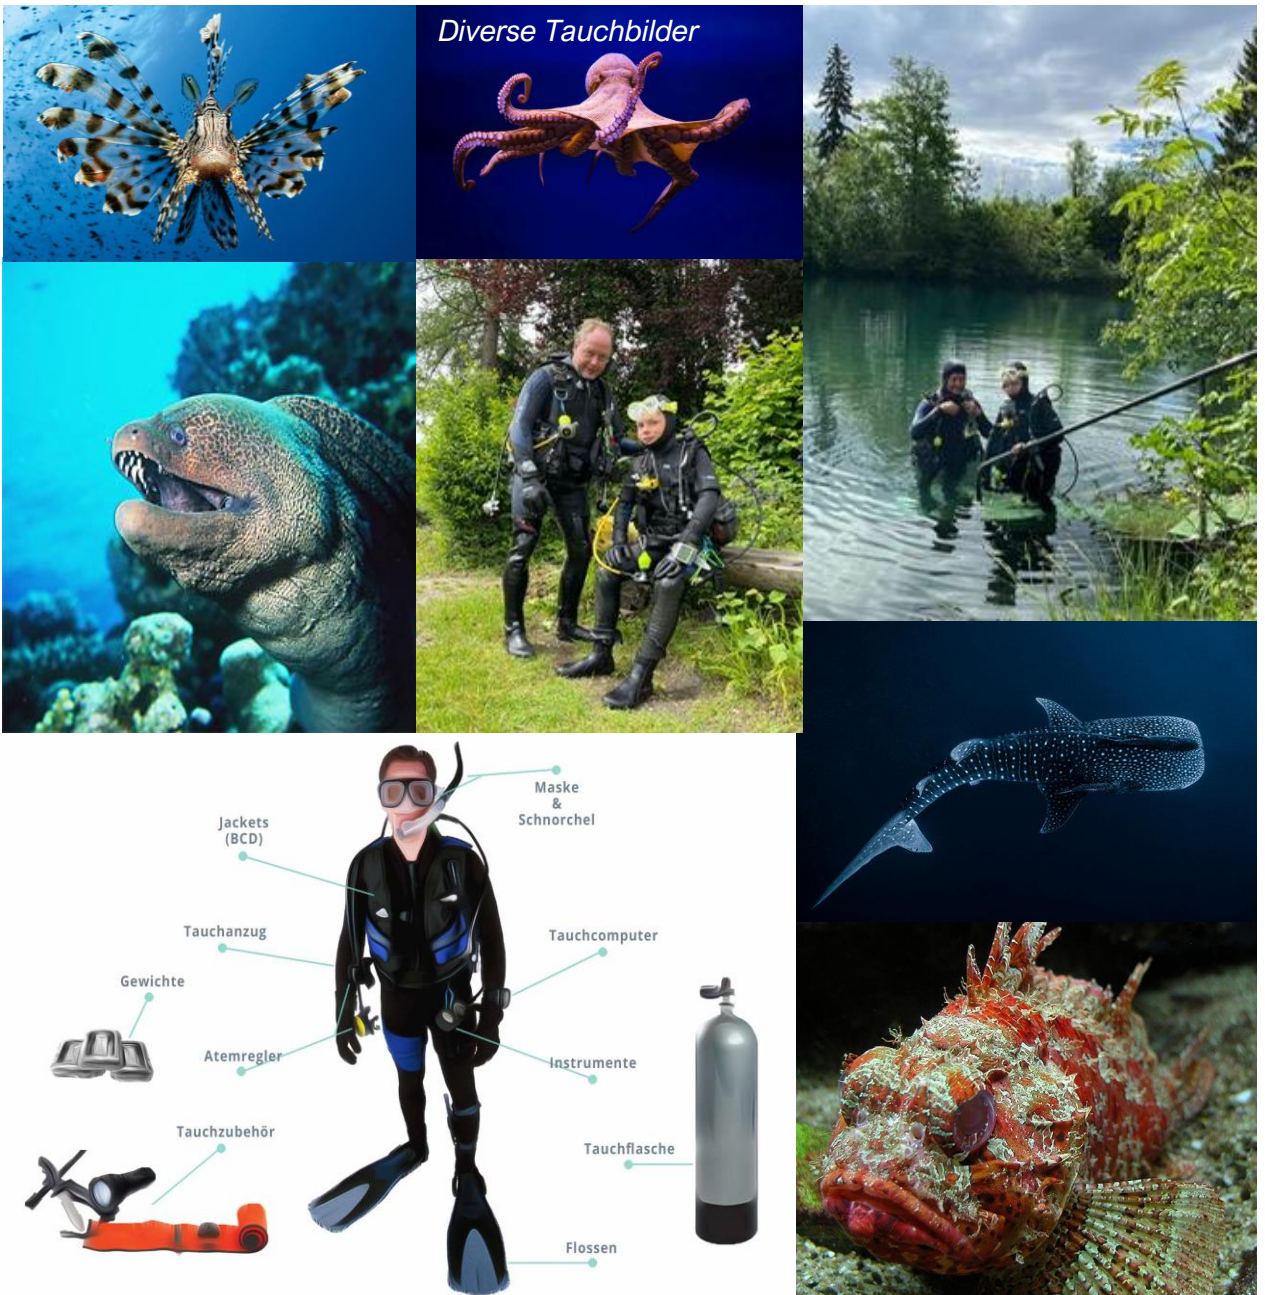 Diverse Tauchbilder
Maske
&
Schnorchel
Jackets
(BCD)
Tauchanzug
Tauchcomputer
Gewichte
Atemregler
Instrumente
Tauchzubehör
Tauchflasche
Flossen